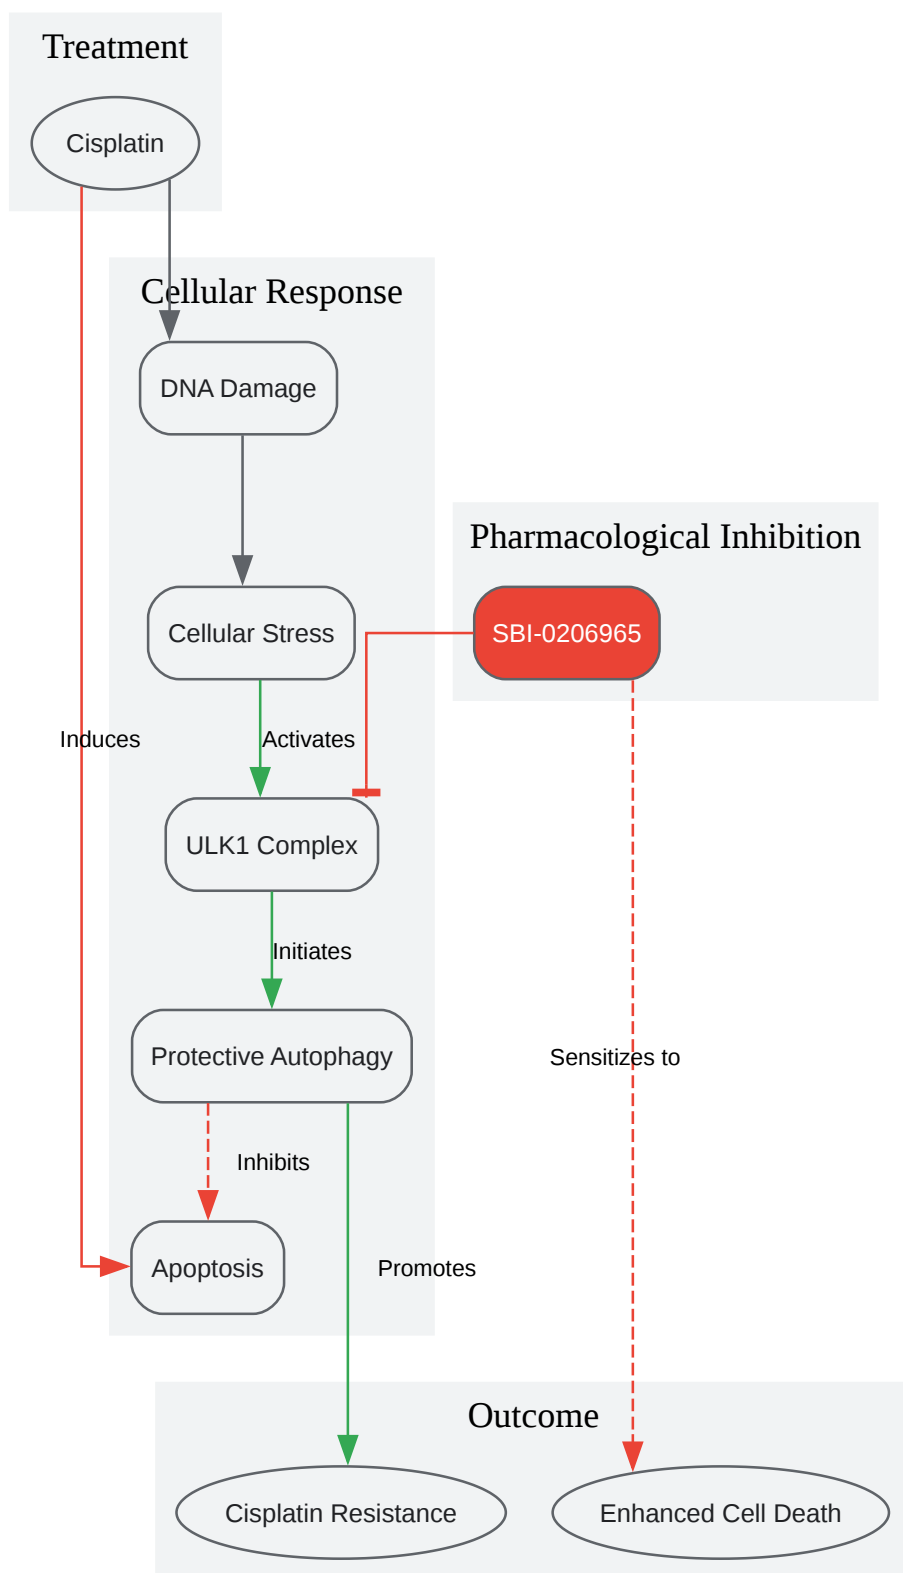 Treatment
Cisplatin
Cellular Response
DNA Damage
Pharmacological Inhibition
Cellular Stress
SBI-0206965
Induces
Activates
ULK1 Complex
Initiates
Protective Autophagy
Sensitizes to
Inhibits
Apoptosis
Promotes
Outcome
Cisplatin Resistance
Enhanced Cell Death